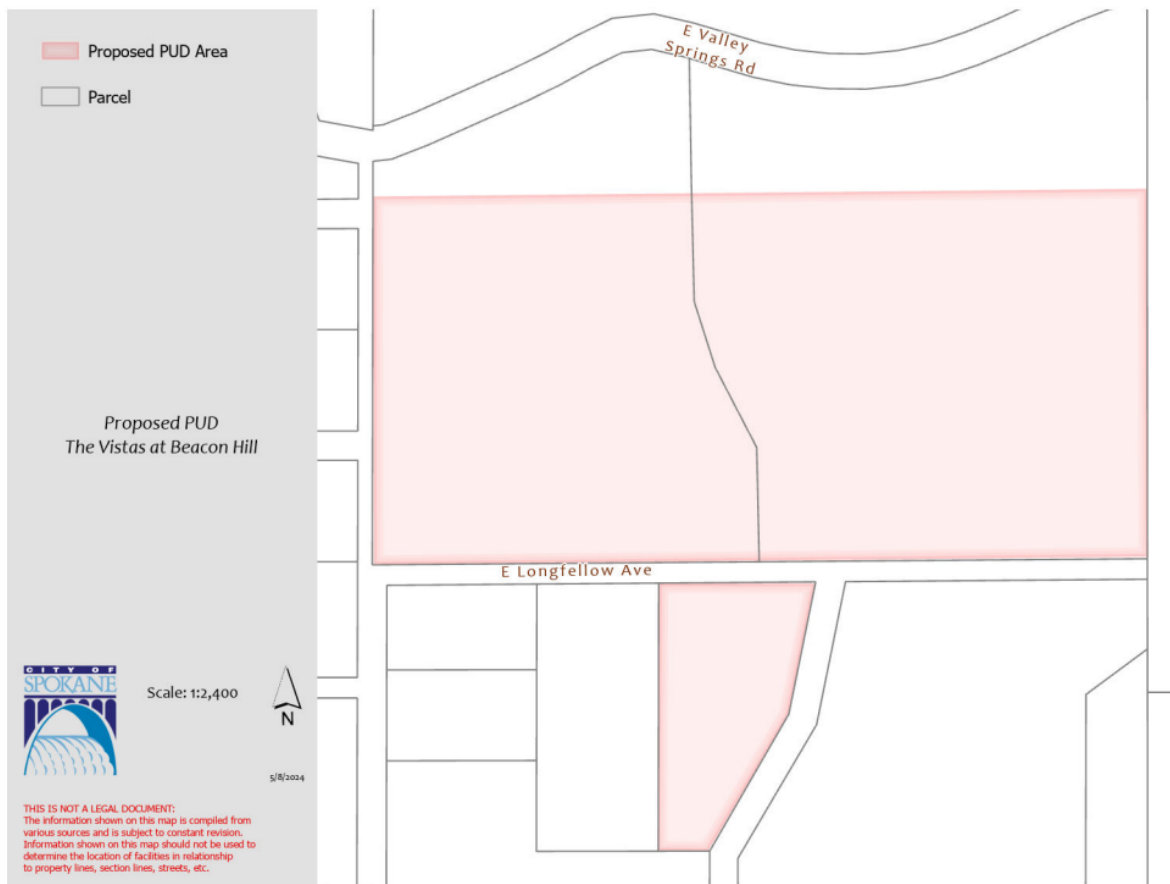 Proposed PUD Area
Parcel
Proposed PUD
The Vistas at Beacon Hill
CITY OF
SPOKANE
Scale: 1:2,400
N
5/8/2024
THIS IS NOT A LEGAL DOCUMENT:
The information shown on this map is compiled from
various sources and is subject to constant revision.
Information shown on this map should not be used to
determine the location of facilities in relationship
to property lines, section lines, streets, etc.
E Valley
Springs Rd
E Longfellow Ave